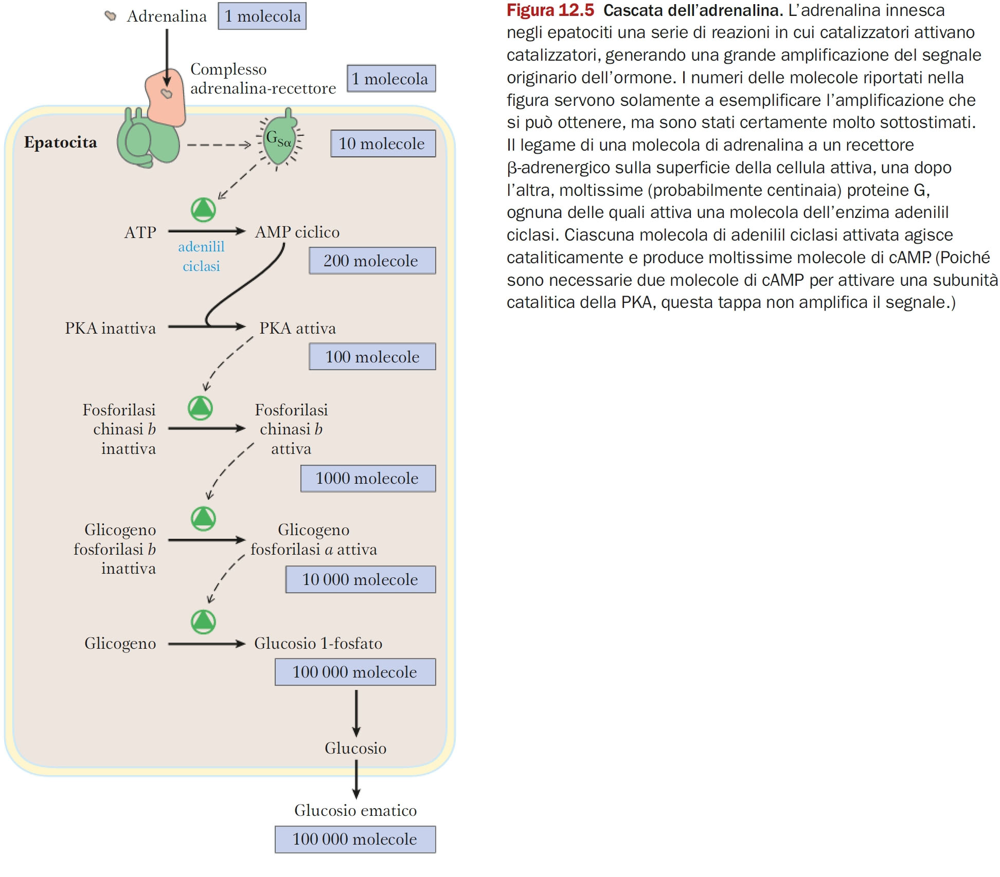 Adrenalina
1 molecola
Complesso
adrenalina-recettore
1 molecola
Epatocita
GSα
10 molecole
ATP
AMP ciclico
adenilil
ciclasi
200 molecole
PKA inattiva
PKA attiva
100 molecole
Fosforilasi
chinasi b
inattiva
Fosforilasi
chinasi b
attiva
1000 molecole
Glicogeno
fosforilasi b
inattiva
Glicogeno
fosforilasi a attiva
10 000 molecole
Glicogeno
Glucosio 1-fosfato
100 000 molecole
Glucosio
Glucosio ematico
100 000 molecole
Figura 12.5 Cascata dell’adrenalina. L’adrenalina innesca
negli epatociti una serie di reazioni in cui catalizzatori attivano
catalizzatori, generando una grande amplificazione del segnale
originario dell’ormone. I numeri delle molecole riportati nella
figura servono solamente a esemplificare l’amplificazione che
si può ottenere, ma sono stati certamente molto sottostimati.
Il legame di una molecola di adrenalina a un recettore
β-adrenergico sulla superficie della cellula attiva, una dopo
l’altra, moltissime (probabilmente centinaia) proteine G,
ognuna delle quali attiva una molecola dell’enzima adenilil
ciclasi. Ciascuna molecola di adenilil ciclasi attivata agisce
cataliticamente e produce moltissime molecole di cAMP. (Poiché
sono necessarie due molecole di cAMP per attivare una subunità
catalitica della PKA, questa tappa non amplifica il segnale.)